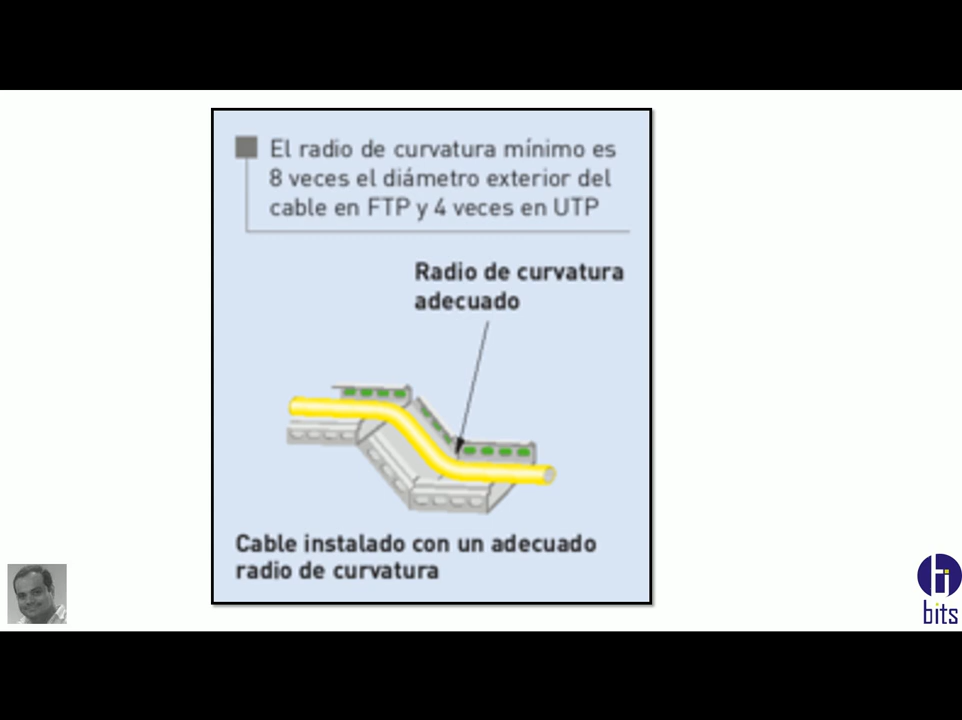 El radio de curvatura mínimo es
8 veces el diámetro exterior del
cable en FTP y 4 veces en UTP
Radio de curvatura
adecuado
Cable instalado con un adecuado
radio de curvatura
bits